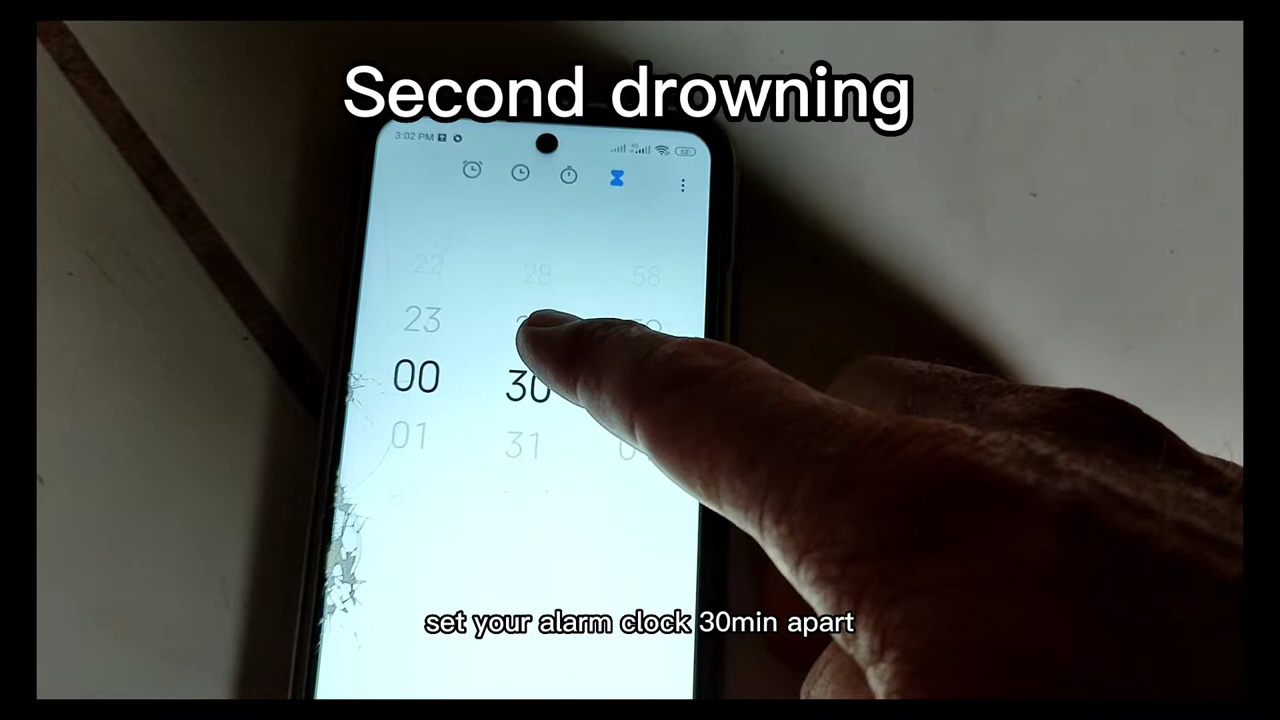 Second drowning
3:02 PM
22 28 58
23
00 30
01 31
set your alarm clock 30min apart